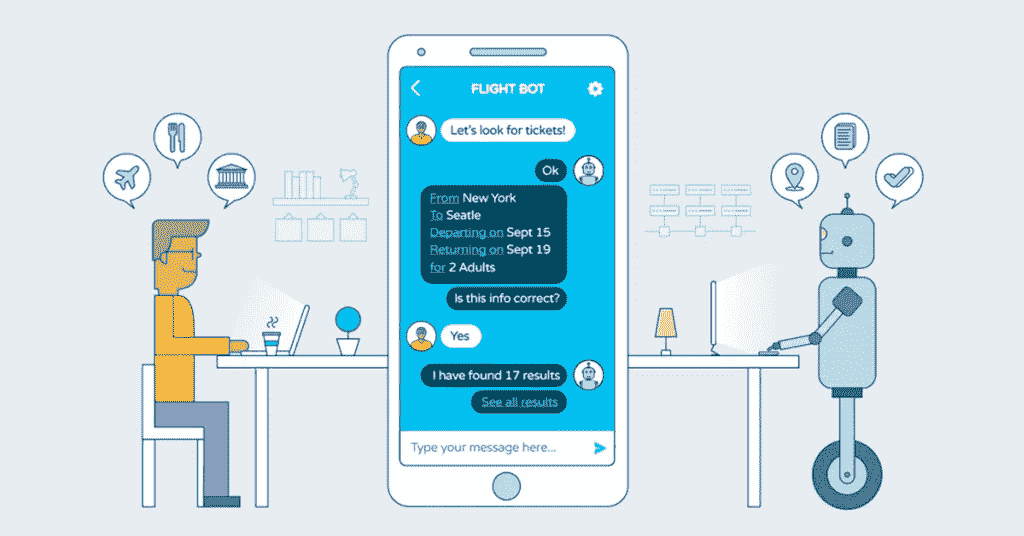 FLIGHT BOT
Let's look for tickets!
Ok
From New York
To Seatle
Departing on Sept 15
Returning on Sept 19
for 2 Adults
Is this info correct?
Yes
I have found 17 results
See all results
Type your message here...